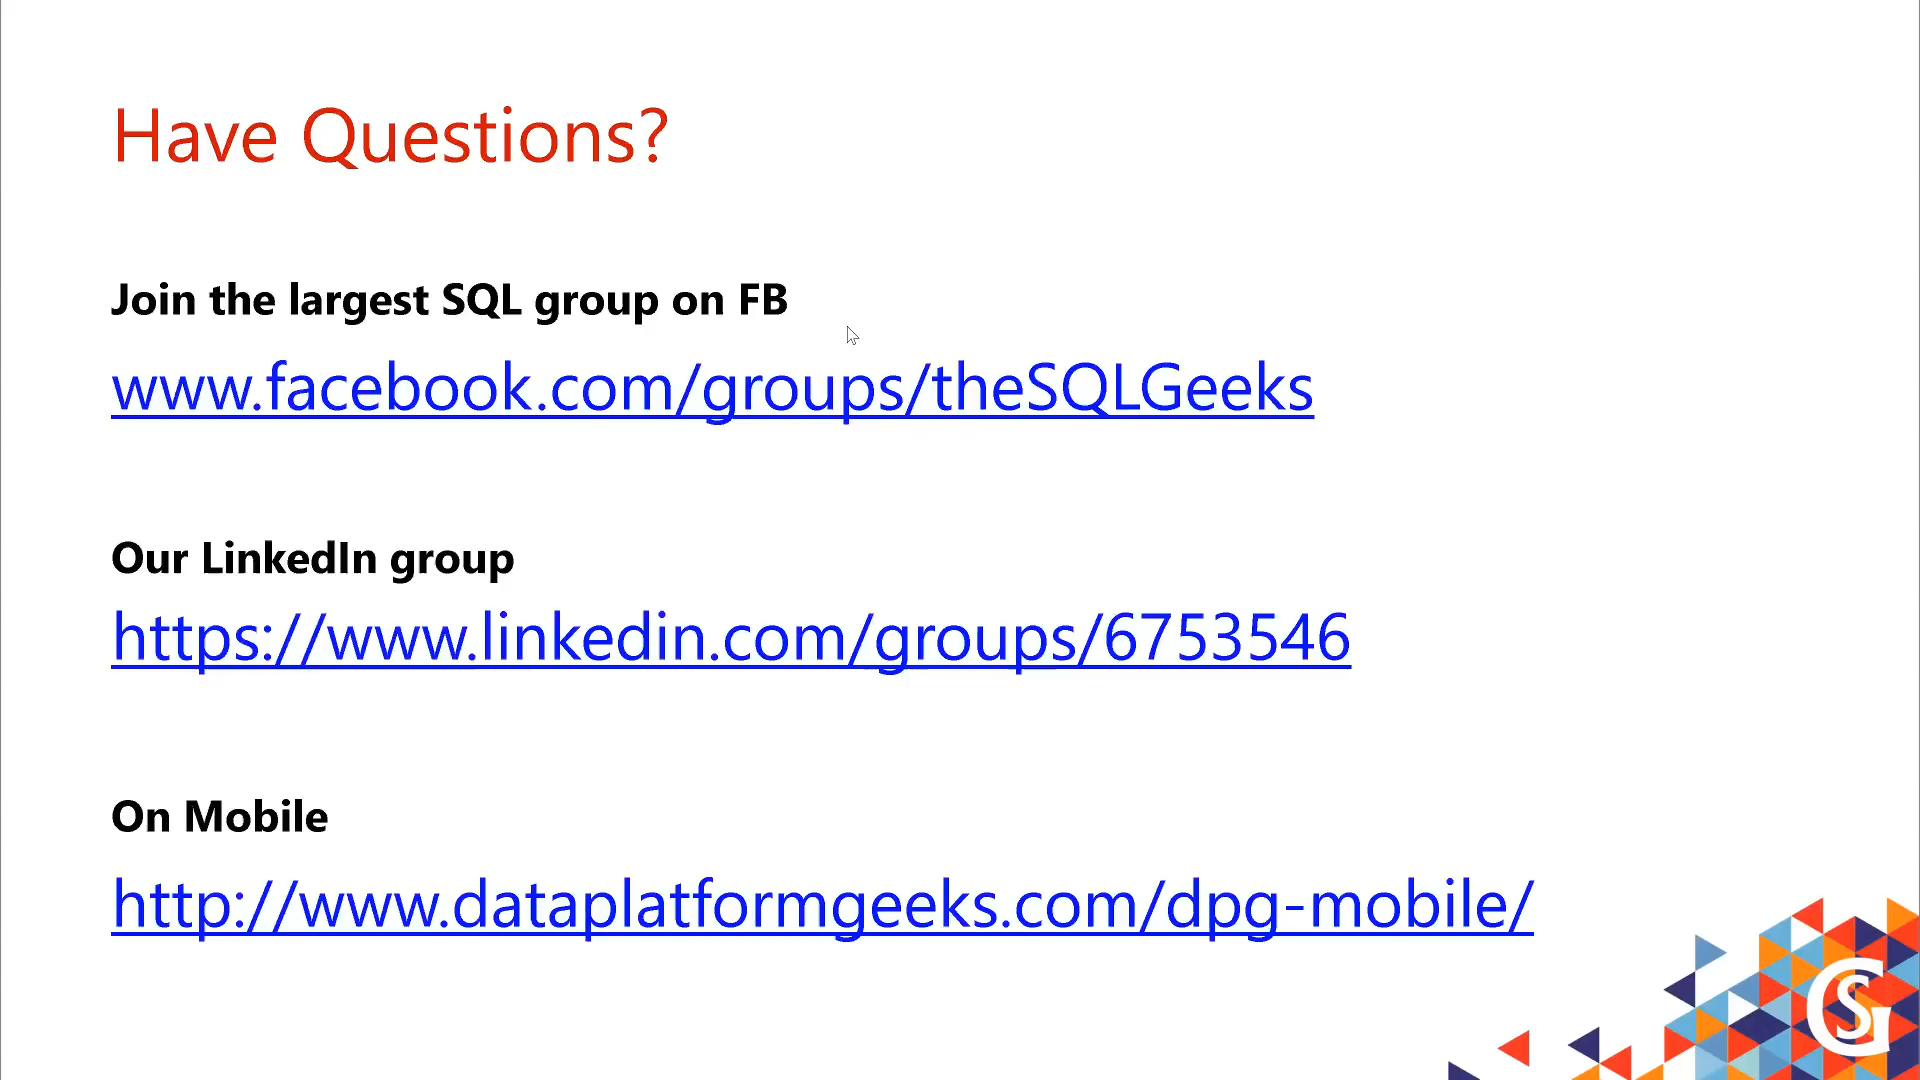 Have Questions?
Join the largest SQL group on FB
www.facebook.com/groups/theSQLGeeks
Our LinkedIn group
https://www.linkedin.com/groups/6753546
On Mobile
http://www.dataplatformgeeks.com/dpg-mobile/
SG